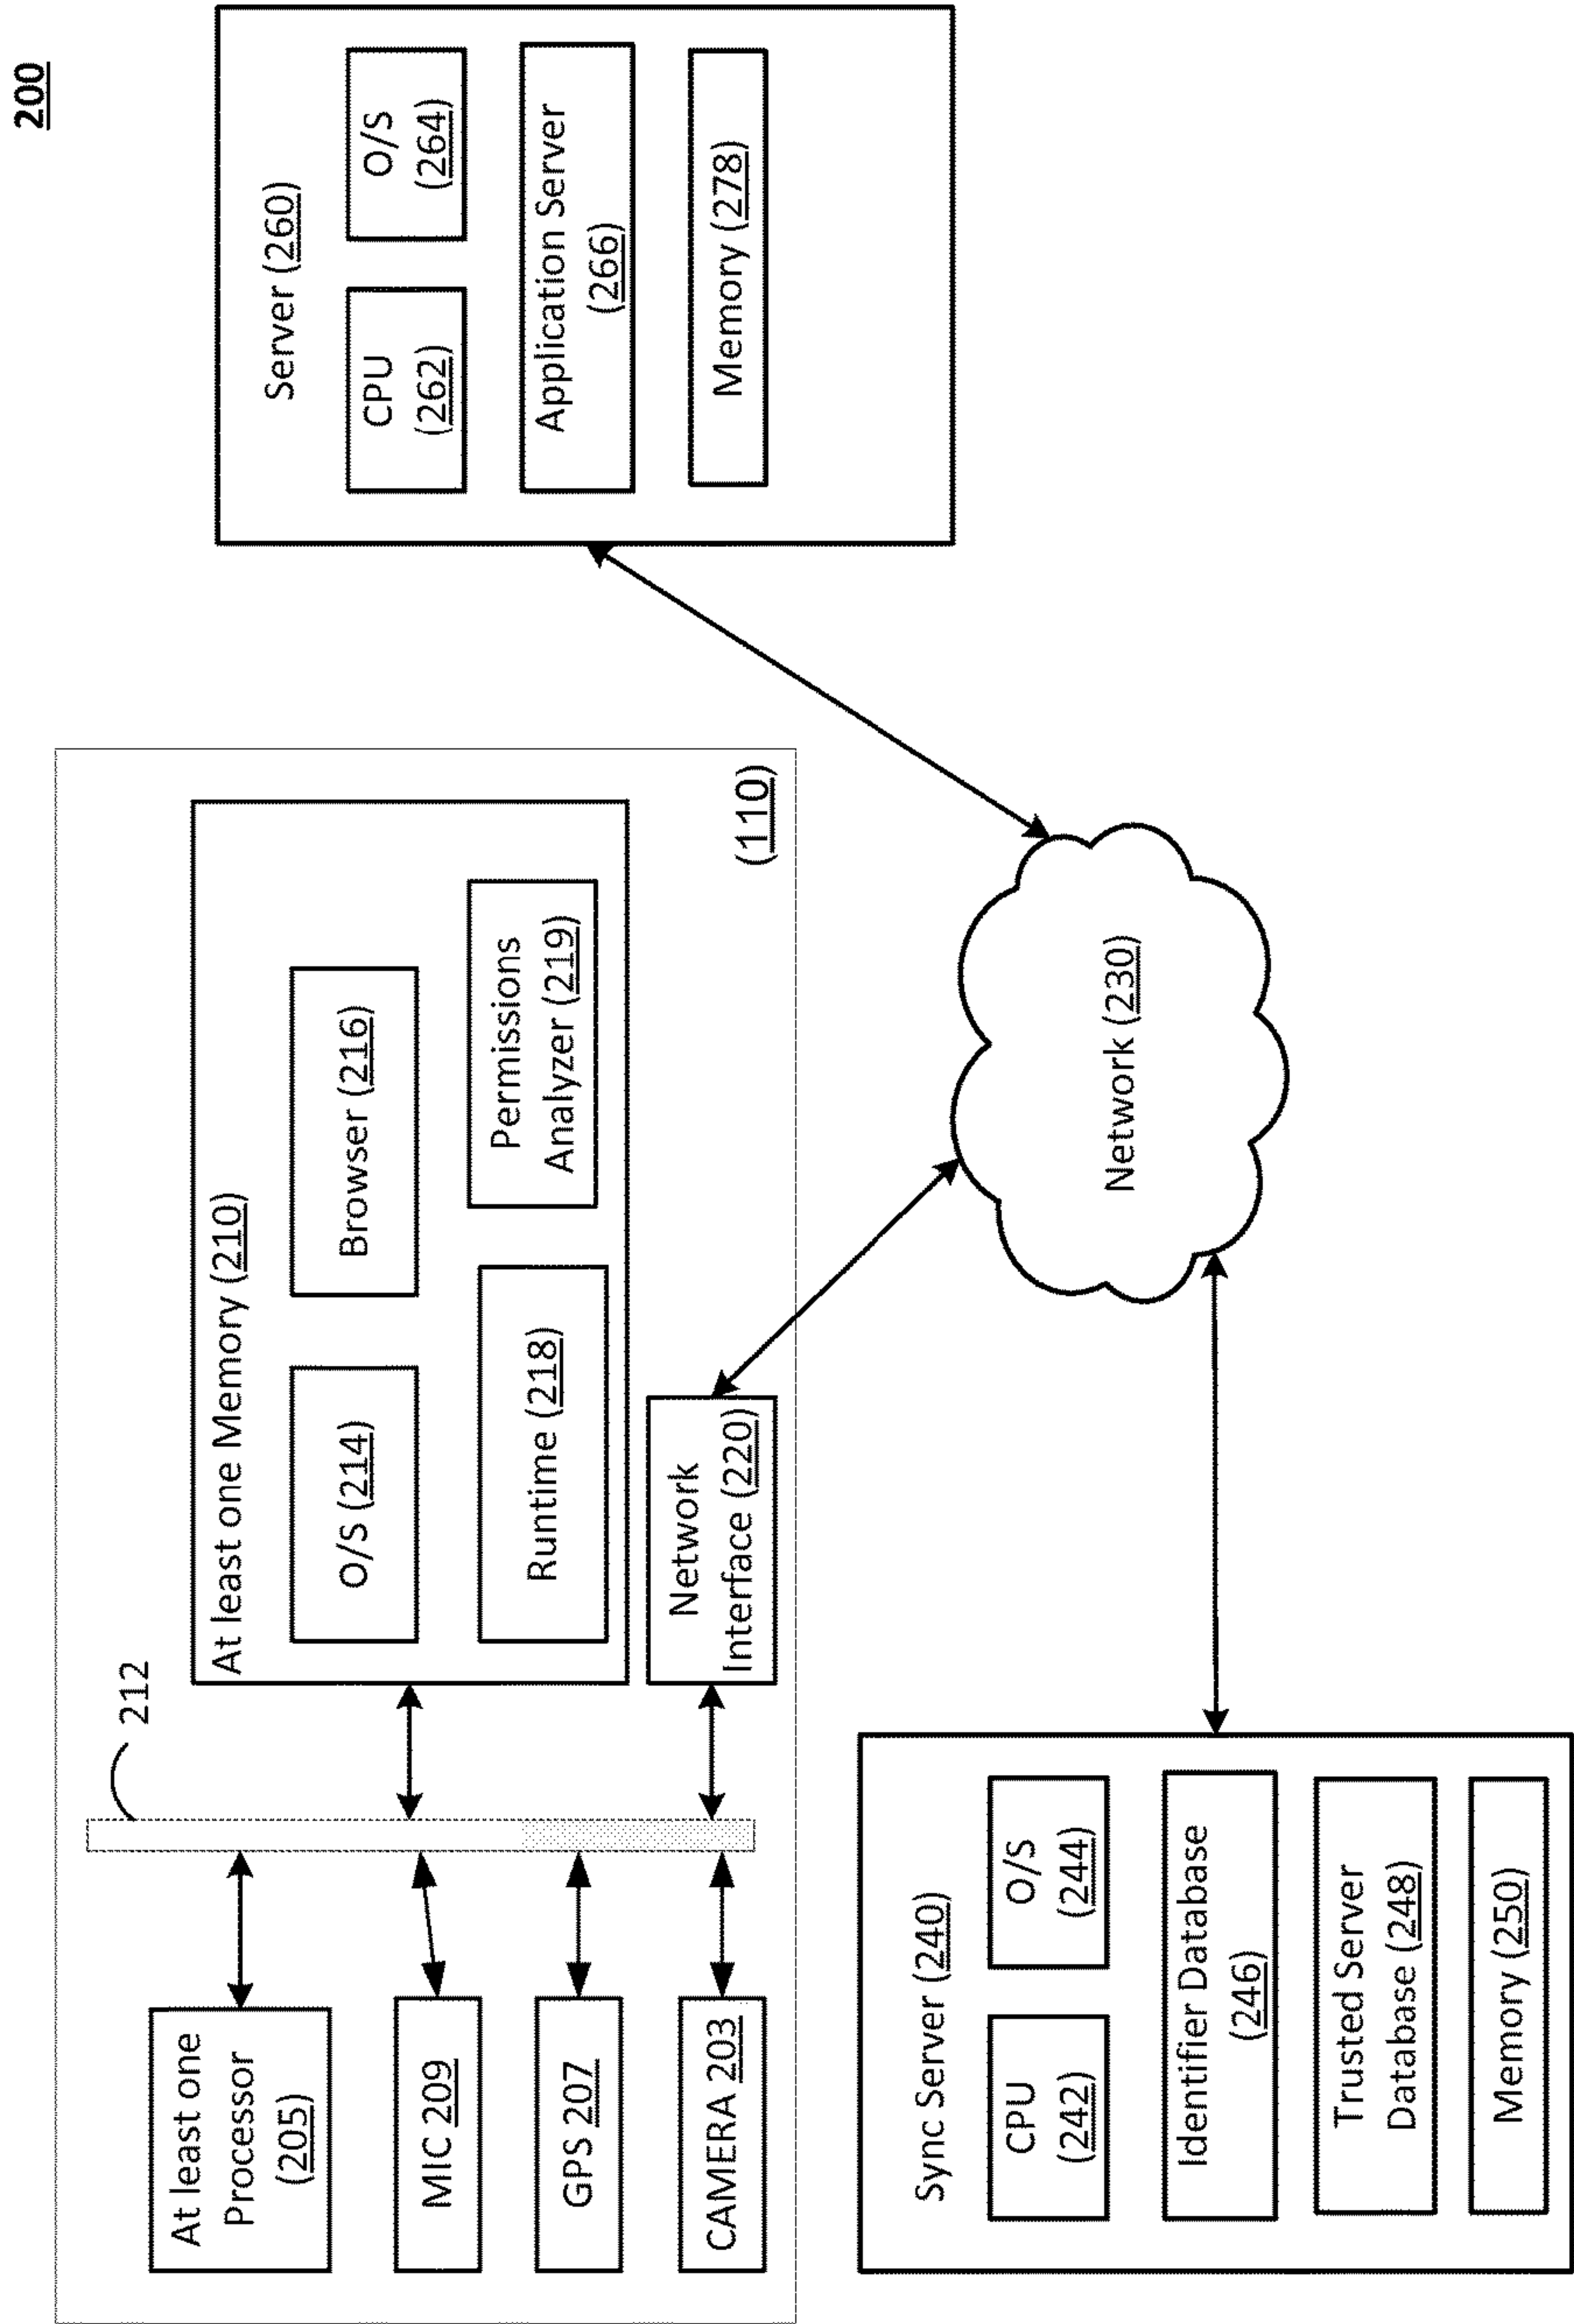 200
212
At least one
Processor
(205)
MIC 209
GPS 207
CAMERA 203
At least one Memory (210)
O/S (214)
Browser (216)
Runtime (218)
Permissions
Analyzer (219)
Network
Interface (220)
(110)
Server (260)
CPU
(262)
O/S
(264)
Application Server
(266)
Memory (278)
Network (230)
Sync Server (240)
CPU
(242)
O/S
(244)
Identifier Database
(246)
Trusted Server
Database (248)
Memory (250)